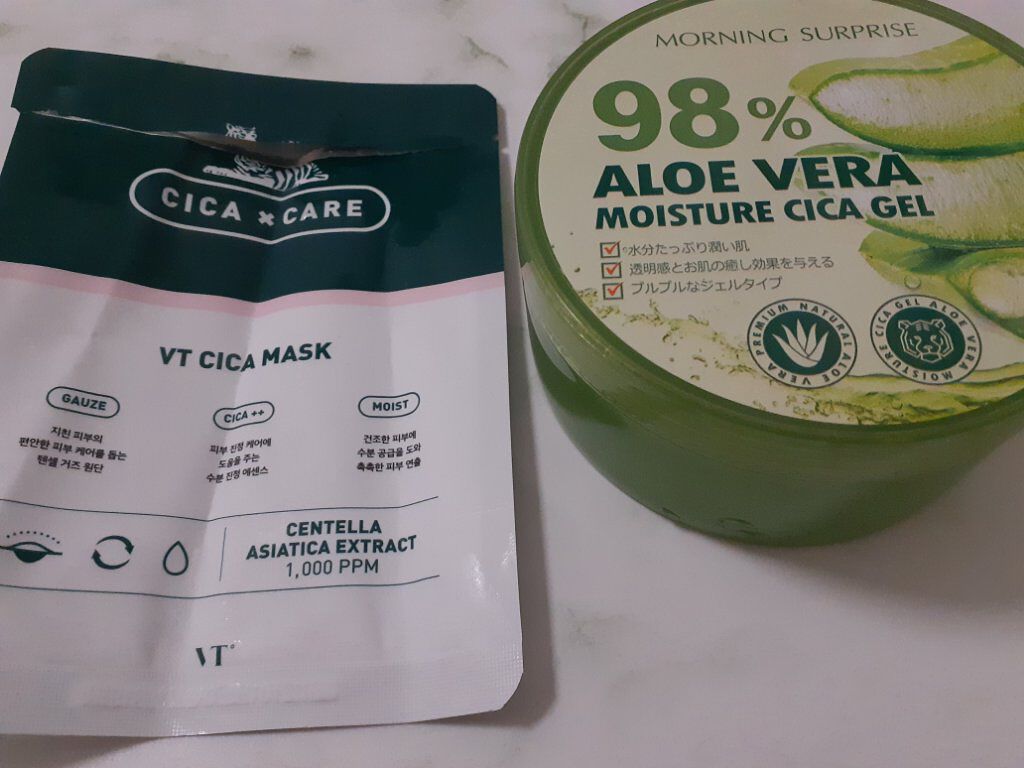 CICA × CARE
VT CICA MASK
GAUZE
지친 피부의
편안한 피부 케어를 돕는
텐셀 거즈 원단
CICA ++
피부 진정 케어에
도움을 주는
수분 진정 에센스
MOIST
건조한 피부에
수분 공급을 도와
촉촉한 피부 연출
CENTELLA
ASIATICA EXTRACT
1,000 PPM
VT
MORNING SURPRISE
98%
ALOE VERA
MOISTURE CICA GEL
水分たっぷり潤い肌
透明感とお肌の癒し効果を与える
プルプルなジェルタイプ
PREMIUM NATURAL ALOE VERA
CICA GEL ALOE VERA MOISTURE